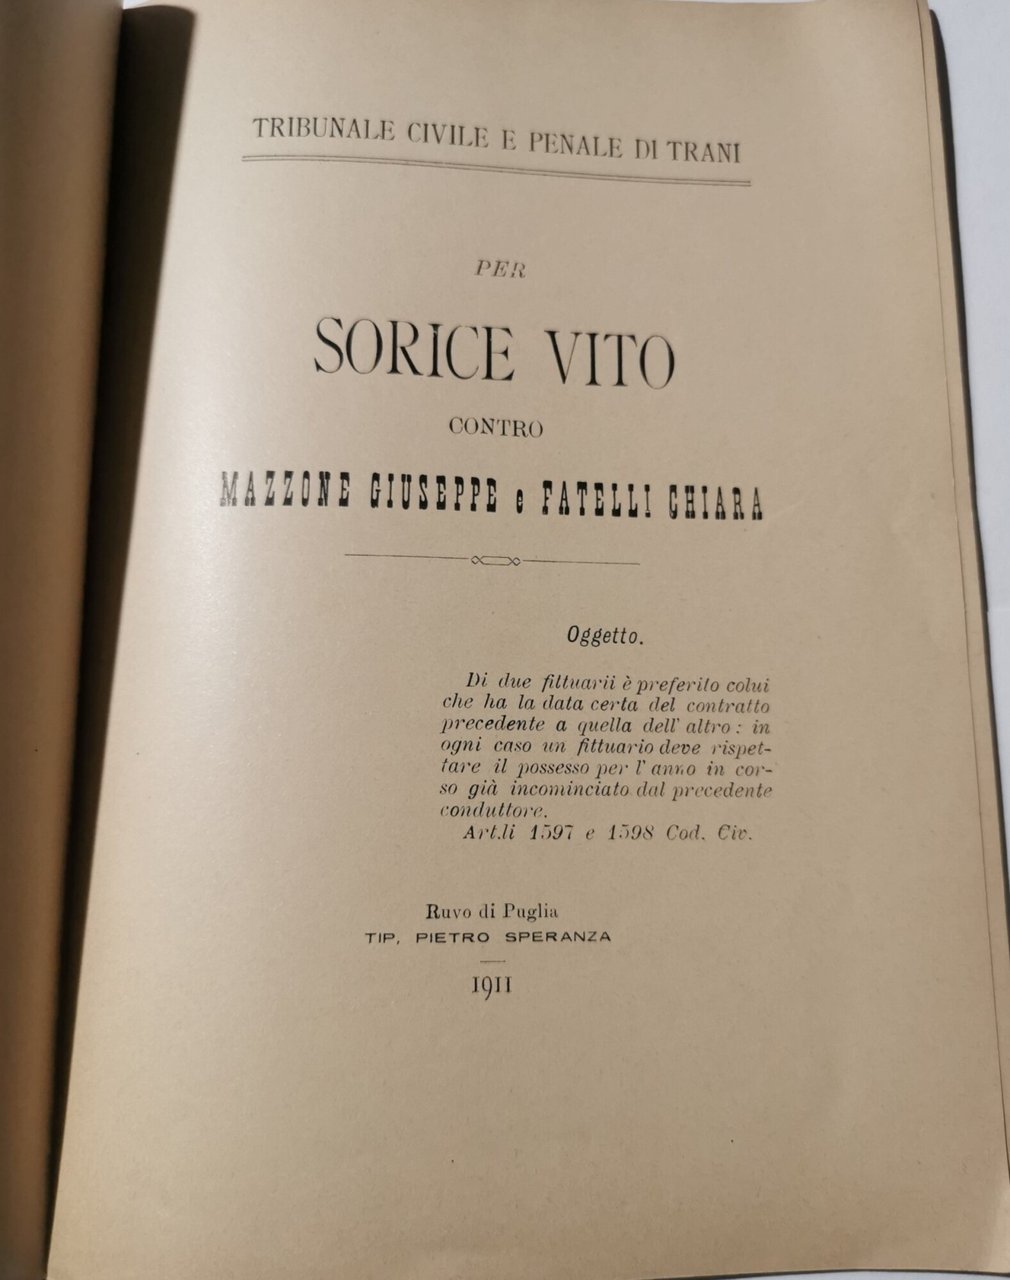 TRIBUNALE CIVILE E PENALE DI TRANI
PER
SORICE VITO
CONTRO
MAZZONE GIUSEPPE e FATELLI CHIARA
Oggetto.
Di due fittuarii è preferito colui
che ha la data certa del contratto
precedente a quella dell' altro : in
ogni caso un fittuario deve rispet-
tare il possesso per l' anno in cor-
so già incominciato dal precedente
conduttore.
Art.li 1597 e 1598 Cod. Civ.
Ruvo di Puglia
TIP. PIETRO SPERANZA
1911